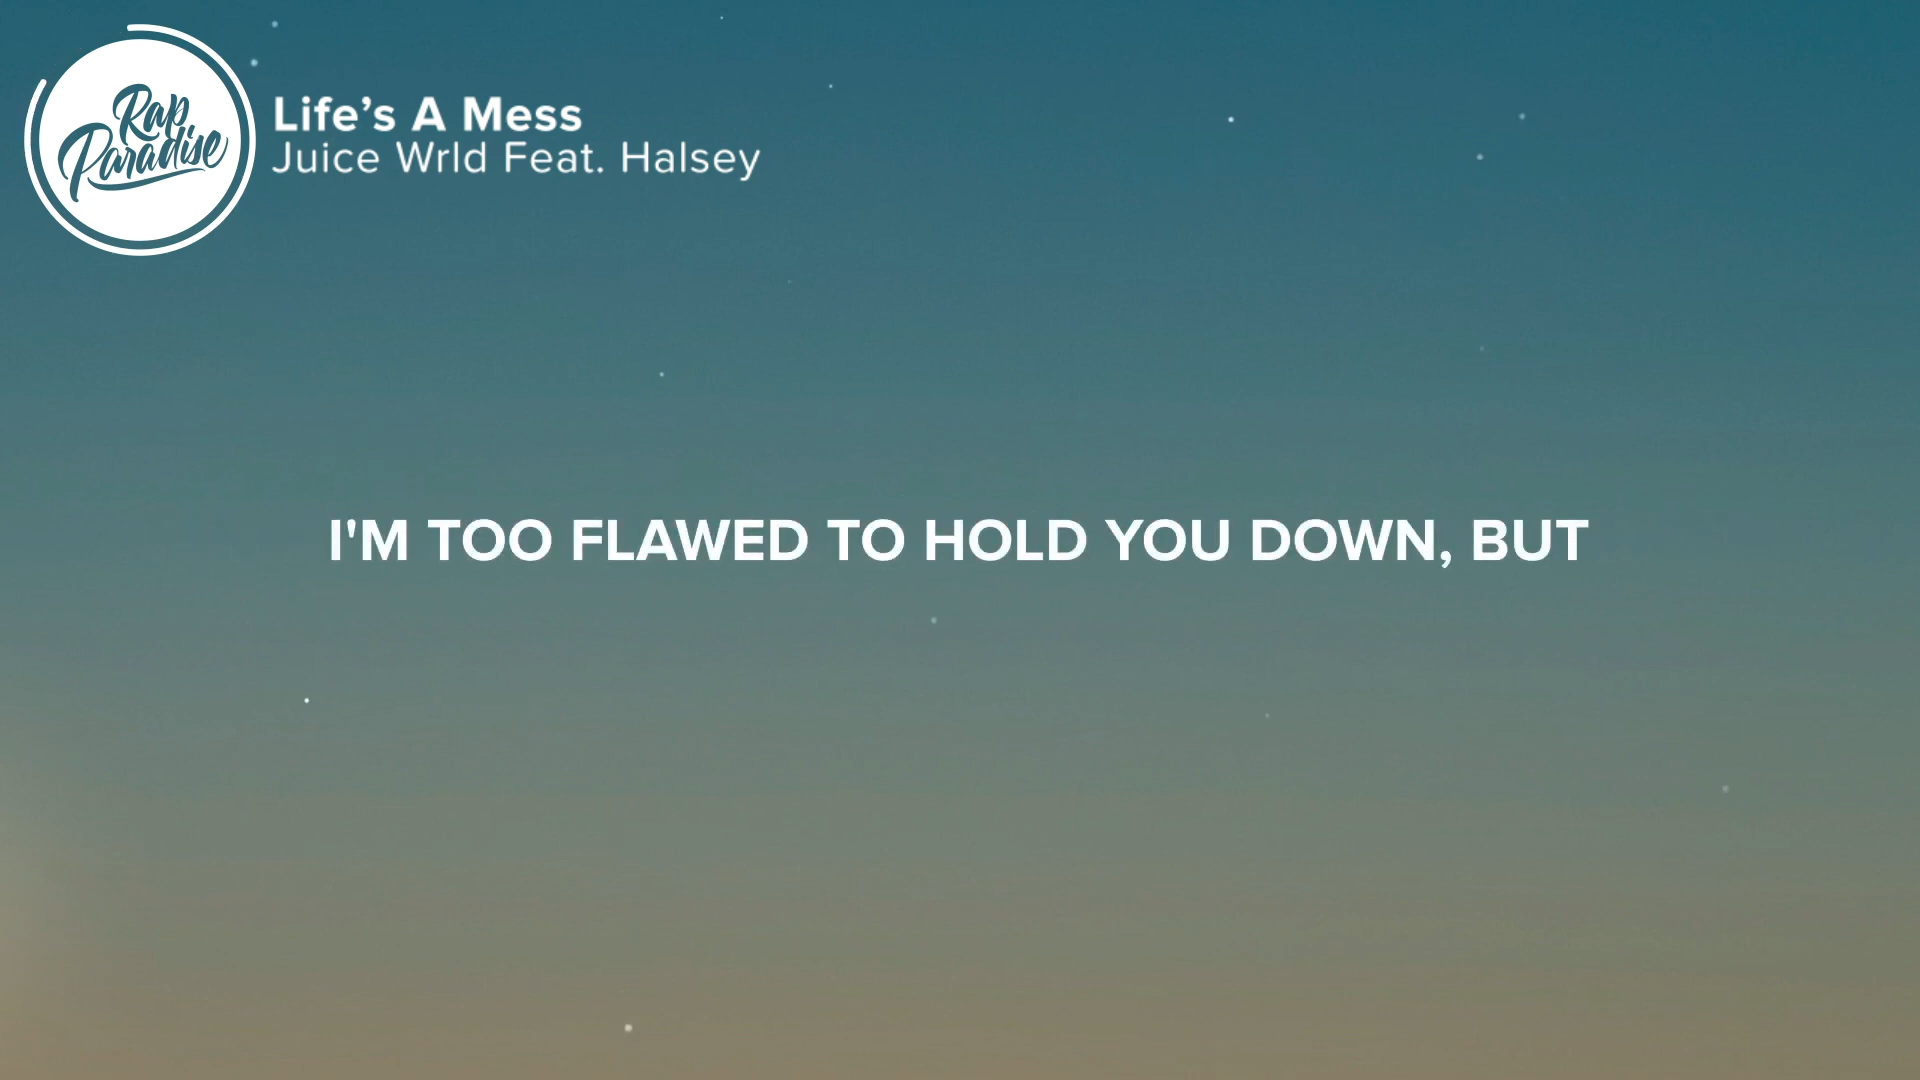 Rap
Paradise
Life’s A Mess
Juice Wrld Feat. Halsey
I'M TOO FLAWED TO HOLD YOU DOWN, BUT